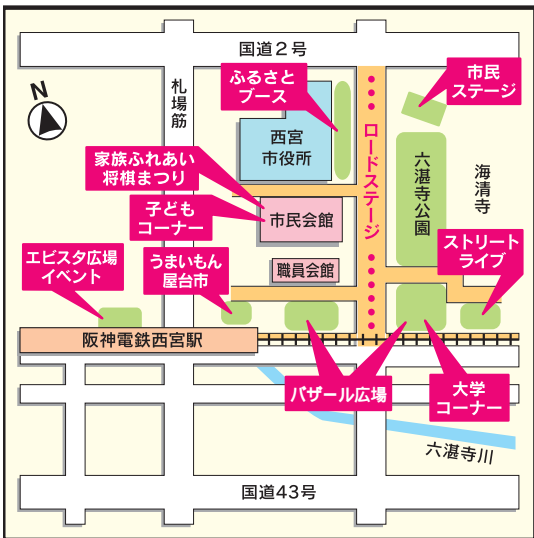 国道2号
N
札場筋
ふるさと
ブース
市民
ステージ
西宮
市役所
ロードステージ
家族ふれあい
将棋まつり
子ども
コーナー
市民会館
六湛寺公園
海清寺
エビスタ広場
イベント
うまいもん
屋台市
職員会館
ストリート
ライブ
阪神電鉄西宮駅
バザール広場
大学
コーナー
六湛寺川
国道43号